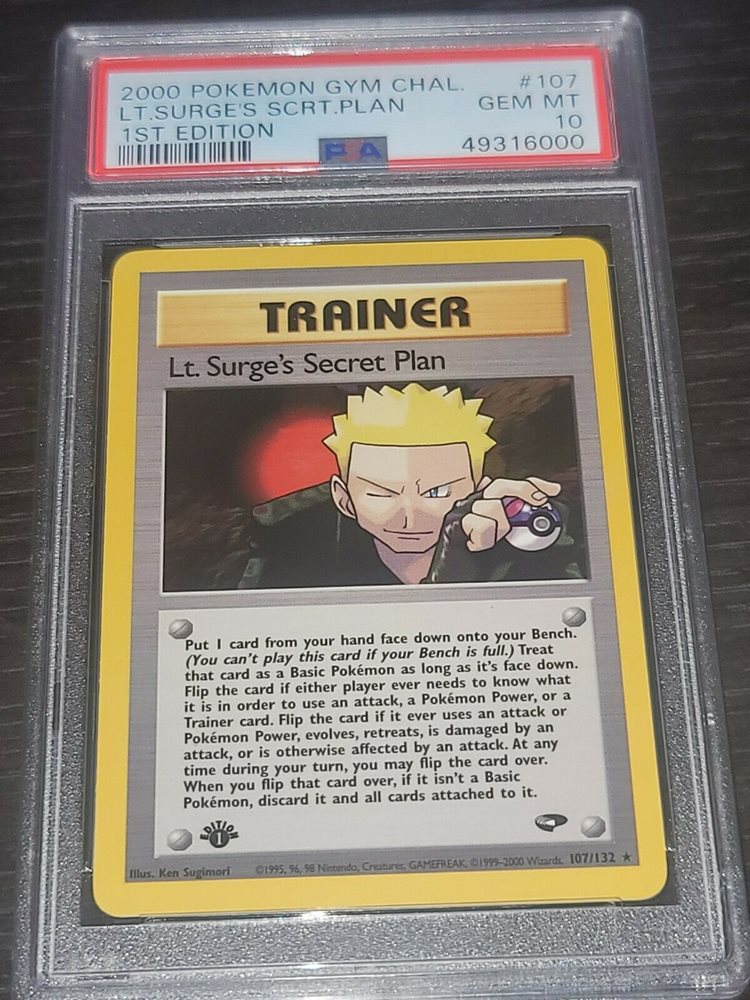 2000 POKEMON GYM CHAL. #107
LT.SURGE'S SCRT.PLAN GEM MT
1ST EDITION 10
PSA 49316000
TRAINER
Lt. Surge's Secret Plan
Put 1 card from your hand face down onto your Bench.
(You can't play this card if your Bench is full.) Treat
that card as a Basic Pokémon as long as it's face down.
Flip the card if either player ever needs to know what
it is in order to use an attack, a Pokémon Power, or a
Trainer card. Flip the card if it ever uses an attack or
Pokémon Power, evolves, retreats, is damaged by an
attack, or is otherwise affected by an attack. At any
time during your turn, you may flip the card over.
When you flip that card over, if it isn't a Basic
Pokémon, discard it and all cards attached to it.
EDITION
1
Illus. Ken Sugimori ©1995, 96, 98 Nintendo, Creatures, GAMEFREAK. ©1999-2000 Wizards. 107/132 ★